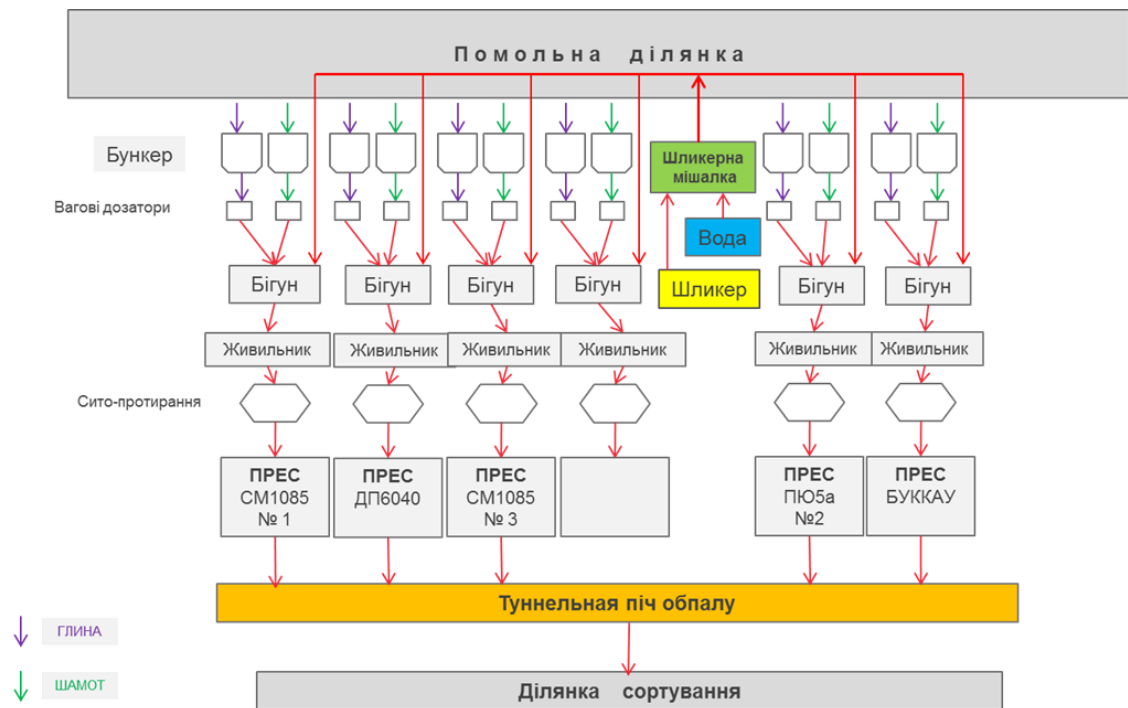 Помольна ділянка
Бункер
Шликерна
мішалка
Вагові дозатори
Вода
Шликер
Бігун
Бігун
Бігун
Бігун
Бігун
Бігун
Живильник
Живильник
Живильник
Живильник
Живильник
Живильник
Сито-протирання
ПРЕС
СМ1085
№ 1
ПРЕС
ДП6040
ПРЕС
СМ1085
№ 3
ПРЕС
ПЮ5а
№2
ПРЕС
БУККАУ
Туннельная піч обпалу
ГЛИНА
ШАМОТ
Ділянка сортування